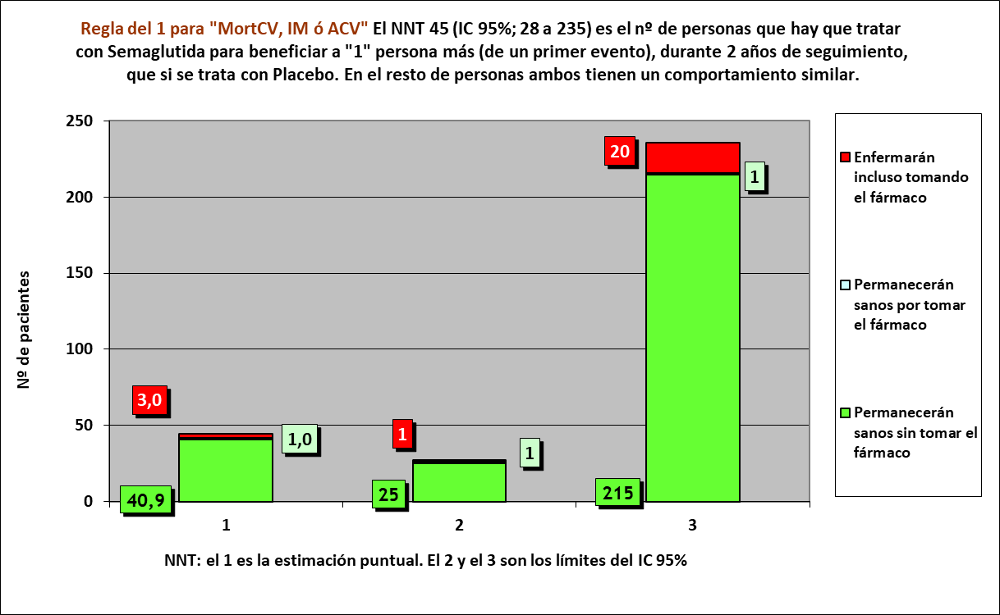 Regla del 1 para "MortCV, IM ó ACV" El NNT 45 (IC 95%; 28 a 235) es el nº de personas que hay que tratar
con Semaglutida para beneficiar a "1" persona más (de un primer evento), durante 2 años de seguimiento,
que si se trata con Placebo. En el resto de personas ambos tienen un comportamiento similar.
250
200
150
100
50
0
Nº de pacientes
3,0
1,0
40,9
1
1
25
20
1
215
1
2
3
NNT: el 1 es la estimación puntual. El 2 y el 3 son los límites del IC 95%
Enfermarán
incluso tomando
el fármaco
Permanecerán
sanos por tomar
el fármaco
Permanecerán
sanos sin tomar el
fármaco